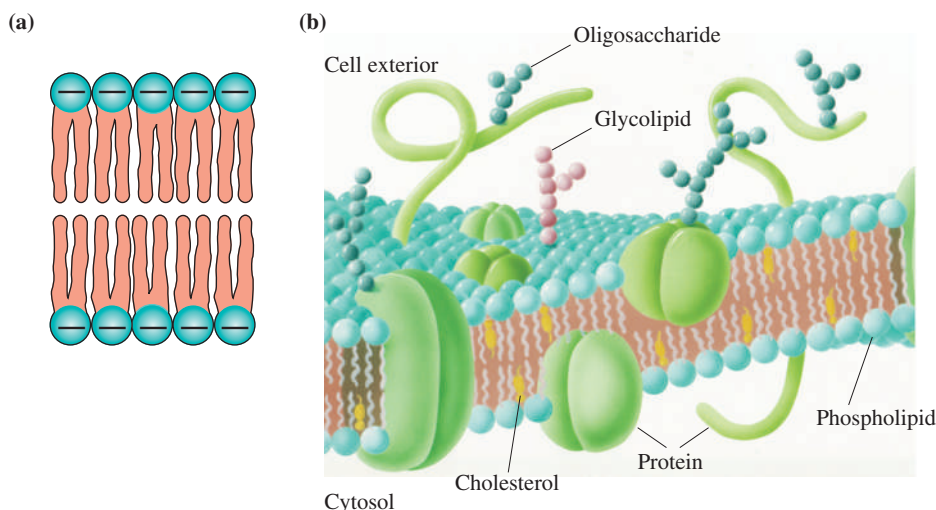 (a)
(b)
Oligosaccharide
Cell exterior
Glycolipid
Phospholipid
Protein
Cholesterol
Cytosol